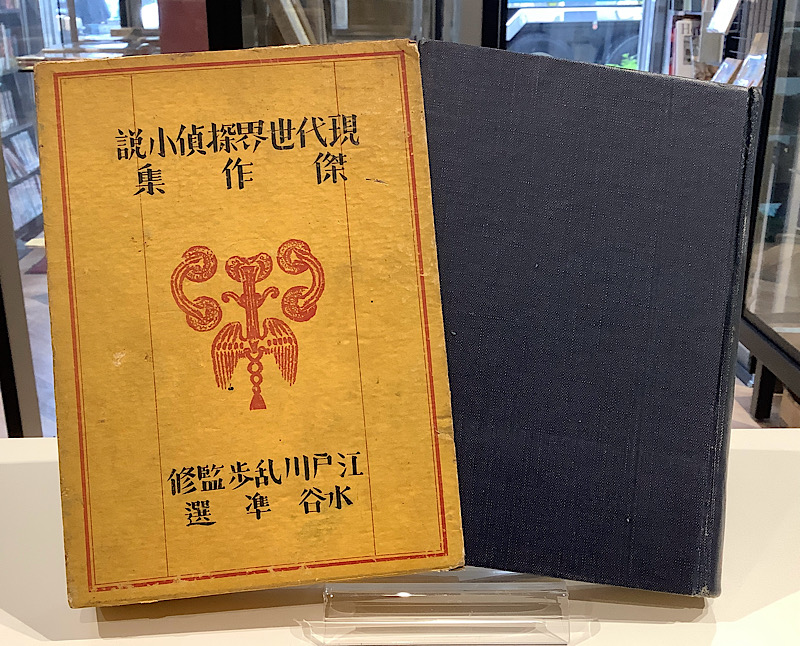 現代世界探偵小説
傑作集
江戸川乱歩監修
水谷準選